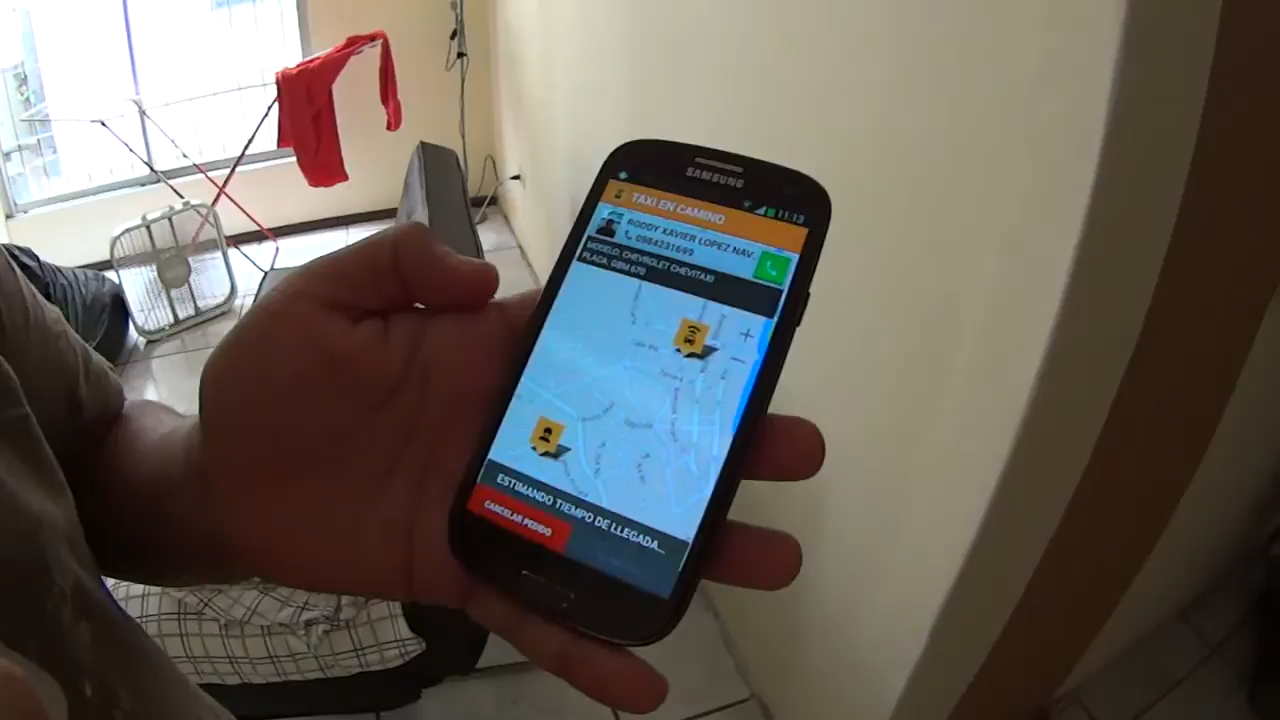 SAMSUNG
11:13
TAXI EN CAMINO
RODDY XAVIER LOPEZ NAV.
0984231699
MODELO: CHEVROLET CHEVITAXI
PLACA: GBM 670
ESTIMANDO TIEMPO DE LLEGADA...
CANCELAR PEDIDO